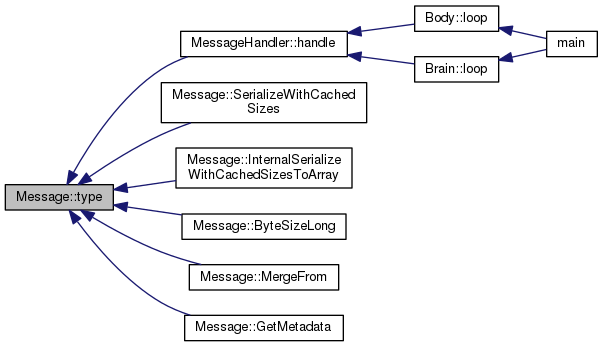 Body::loop
main
MessageHandler::handle
Brain::loop
Message::SerializeWithCached
Sizes
Message::InternalSerialize
WithCachedSizesToArray
Message::type
Message::ByteSizeLong
Message::MergeFrom
Message::GetMetadata